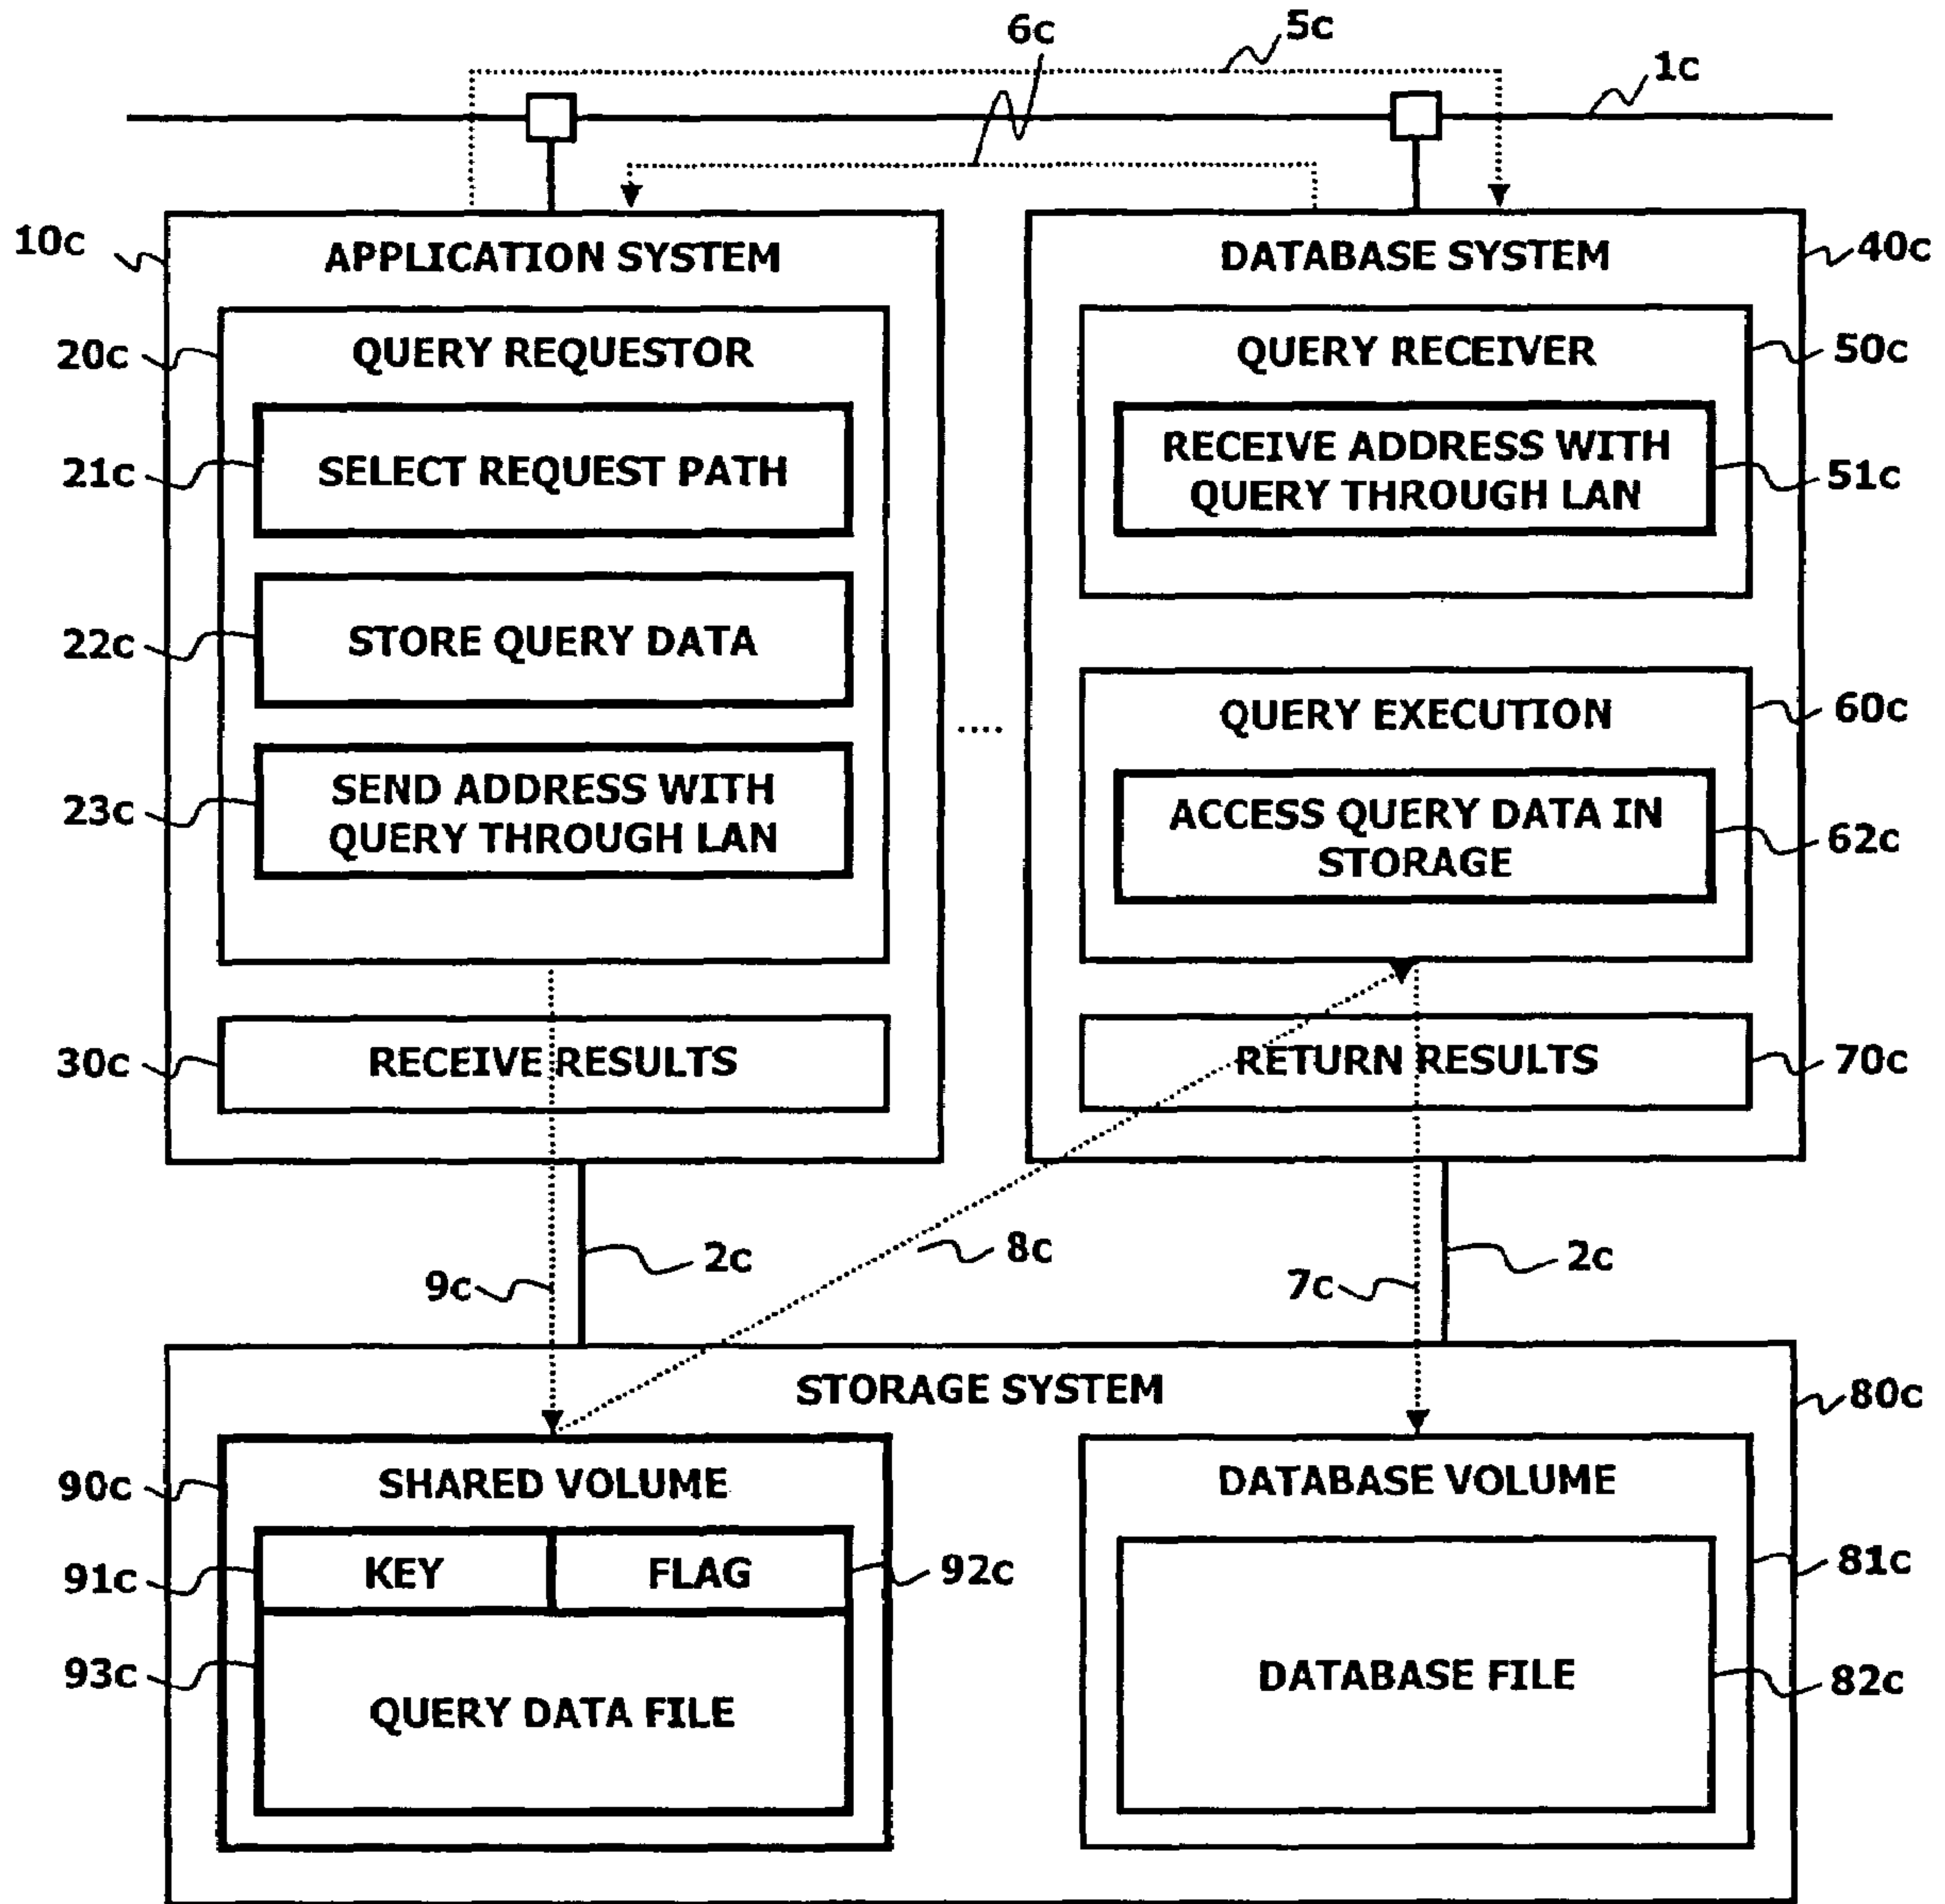 6c
5c
1c
10c
APPLICATION SYSTEM
20c
QUERY REQUESTOR
21c
SELECT REQUEST PATH
22c
STORE QUERY DATA
23c
SEND ADDRESS WITH
QUERY THROUGH LAN
30c
RECEIVE RESULTS
....
DATABASE SYSTEM
40c
QUERY RECEIVER
50c
RECEIVE ADDRESS WITH
QUERY THROUGH LAN
51c
QUERY EXECUTION
60c
ACCESS QUERY DATA IN
STORAGE
62c
RETURN RESULTS
70c
9c
2c
8c
7c
2c
STORAGE SYSTEM
80c
90c
SHARED VOLUME
91c
KEY
FLAG
92c
93c
QUERY DATA FILE
DATABASE VOLUME
81c
DATABASE FILE
82c